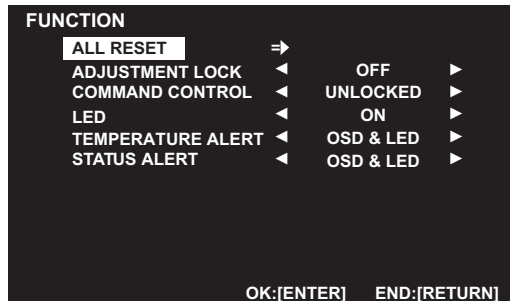 FUNCTION
ALL RESET
ADJUSTMENT LOCK OFF
COMMAND CONTROL UNLOCKED
LED ON
TEMPERATURE ALERT OSD & LED
STATUS ALERT OSD & LED
OK:[ENTER] END:[RETURN]